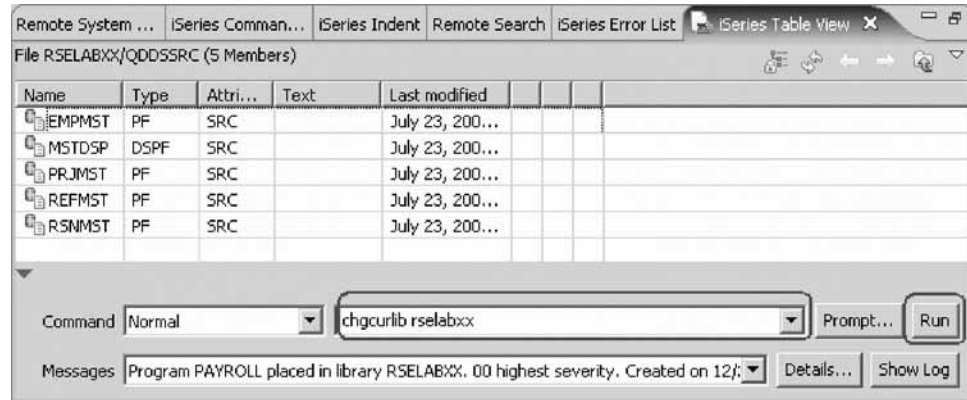 Remote System ... iSeries Comman... iSeries Indent Remote Search iSeries Error List iSeries Table View
File RSELABXX/QDDSSRC (5 Members)
Name Type Attri... Text Last modified
EMPMST PF SRC July 23, 200...
MSTDSP DSPF SRC July 23, 200...
PRJMST PF SRC July 23, 200...
REFMST PF SRC July 23, 200...
RSNMST PF SRC July 23, 200...
Command Normal chgcurlib rselabxx Prompt... Run
Messages Program PAYROLL placed in library RSELABXX. 00 highest severity. Created on 12/ Details... Show Log